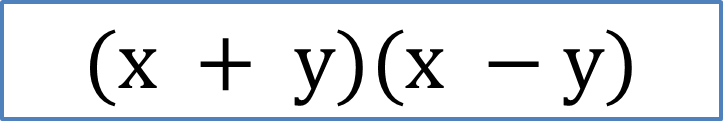 (x + y)(x − y)